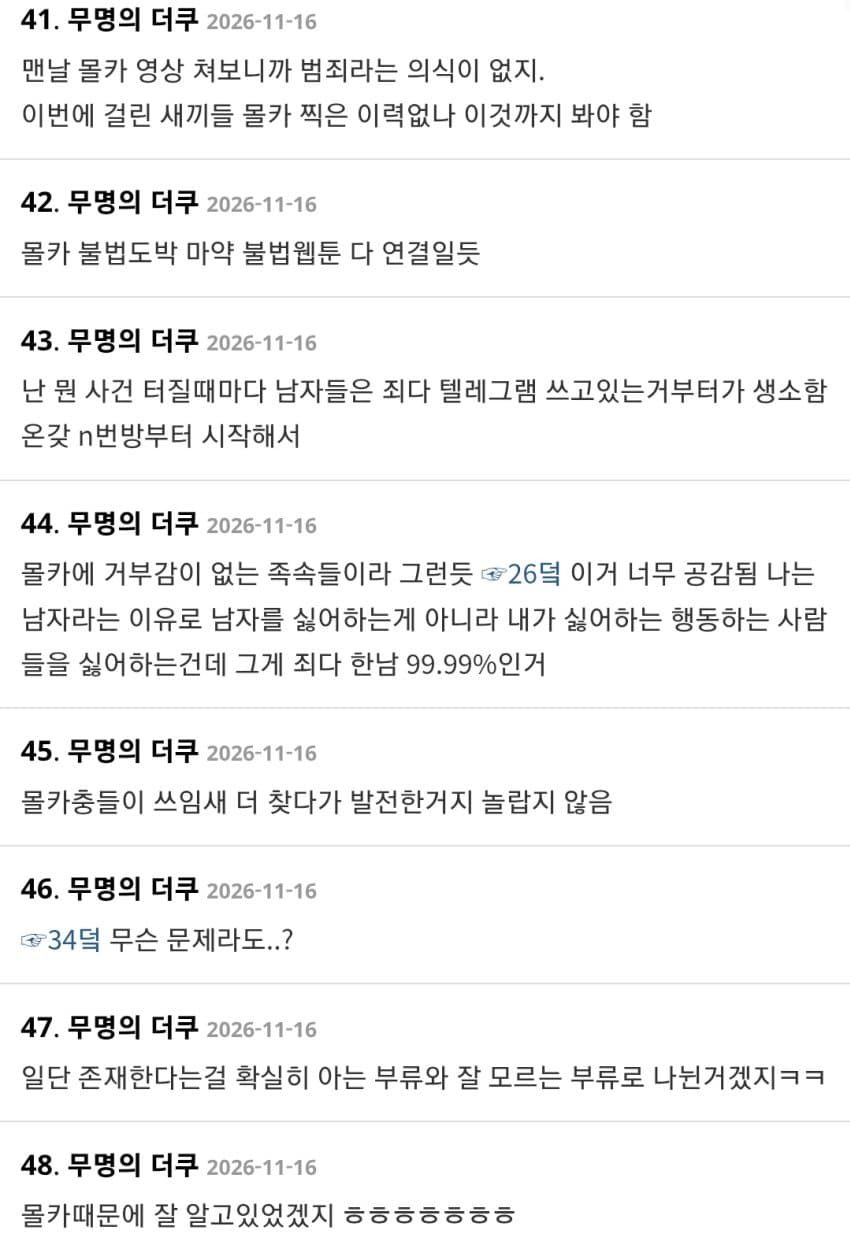 41. 무명의 더쿠 2026-11-16
맨날 몰카 영상 쳐보니까 범죄라는 의식이 없지.
이번에 걸린 새끼들 몰카 찍은 이력없나 이것까지 봐야 함
42. 무명의 더쿠 2026-11-16
몰카 불법도박 마약 불법웹툰 다 연결일듯
43. 무명의 더쿠 2026-11-16
난 뭔 사건 터질때마다 남자들은 죄다 텔레그램 쓰고있는거부터가 생소함
온갖 n번방부터 시작해서
44. 무명의 더쿠 2026-11-16
몰카에 거부감이 없는 족속들이라 그런듯 ☞26덬 이거 너무 공감됨 나는
남자라는 이유로 남자를 싫어하는게 아니라 내가 싫어하는 행동하는 사람
들을 싫어하는건데 그게 죄다 한남 99.99%인거
45. 무명의 더쿠 2026-11-16
몰카충들이 쓰임새 더 찾다가 발전한거지 놀랍지 않음
46. 무명의 더쿠 2026-11-16
☞34덬 무슨 문제라도..?
47. 무명의 더쿠 2026-11-16
일단 존재한다는걸 확실히 아는 부류와 잘 모르는 부류로 나뉜거겠지ㅋㅋ
48. 무명의 더쿠 2026-11-16
몰카때문에 잘 알고있었겠지 ㅎㅎㅎㅎㅎㅎㅎ